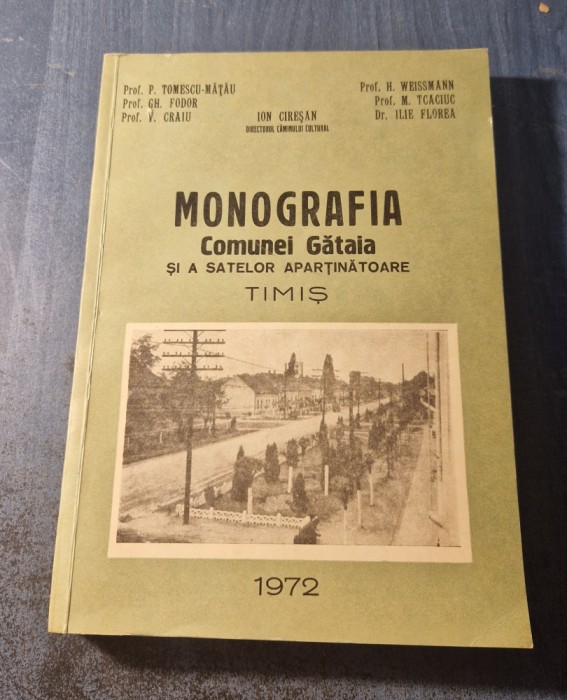 Prof. P. TOMESCU-MĂȚĂU
Prof. GH. FODOR
Prof. V. CRAIU
ION CIREȘAN
DIRECTORUL CĂMINULUI CULTURAL
Prof. H. WEISSMANN
Prof. M. TCACIUC
Dr. ILIE FLOREA
MONOGRAFIA
Comunei Gătaia
ȘI A SATELOR APARȚINĂTOARE
TIMIȘ
1972